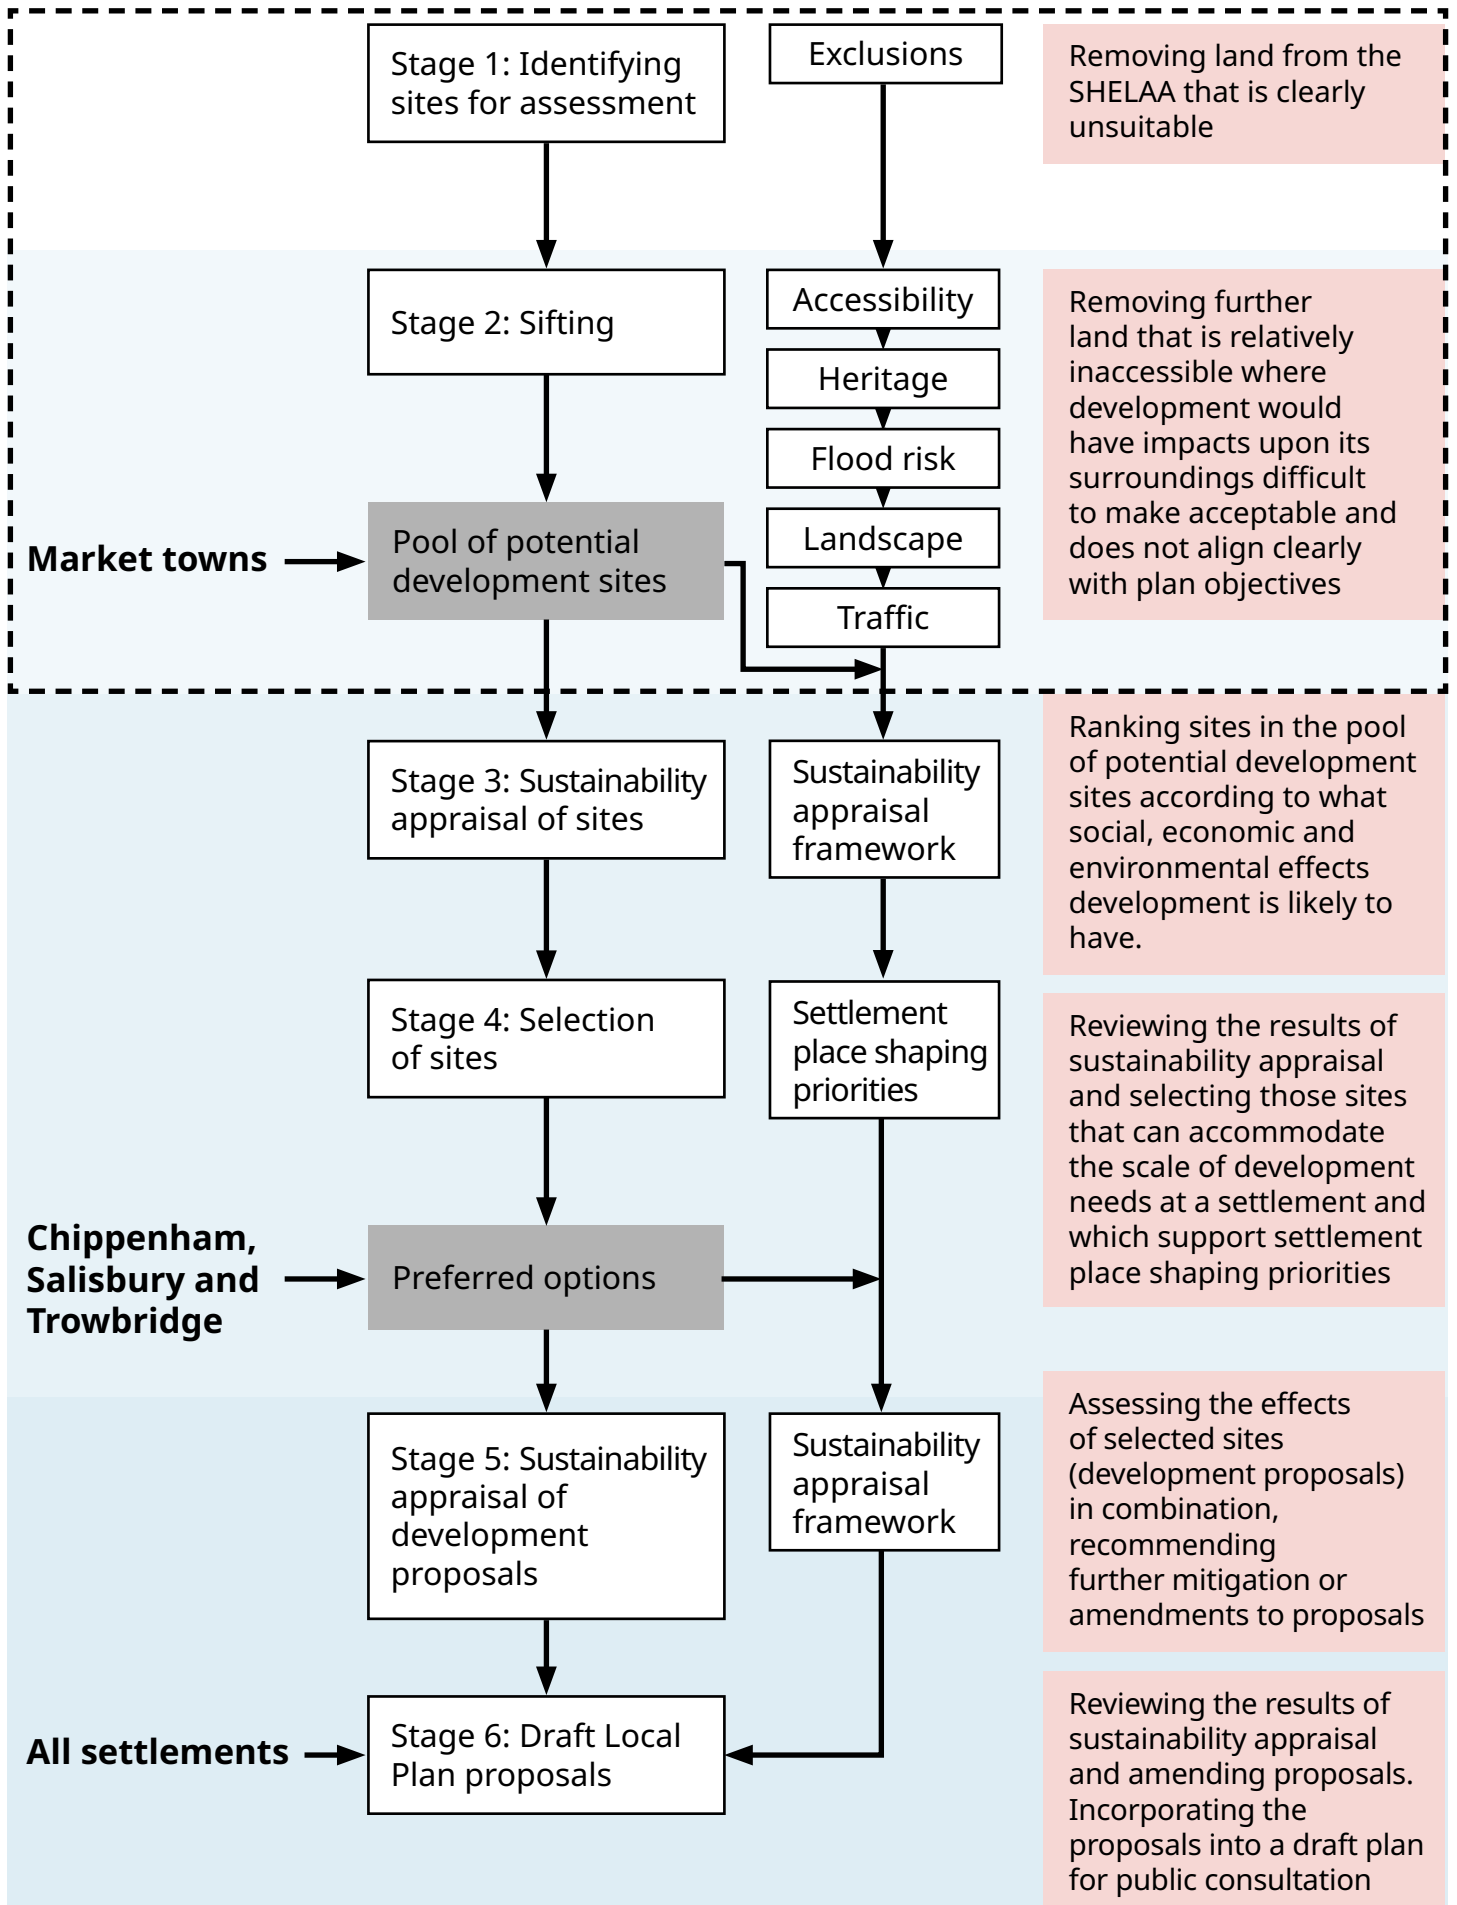 Stage 1: Identifying
sites for assessment
Exclusions
Removing land from the
SHELAA that is clearly
unsuitable
Stage 2: Sifting
Accessibility
Heritage
Flood risk
Landscape
Traffic
Removing further
land that is relatively
inaccessible where
development would
have impacts upon its
surroundings difficult
to make acceptable and
does not align clearly
with plan objectives
Market towns
Pool of potential
development sites
Stage 3: Sustainability
appraisal of sites
Sustainability
appraisal
framework
Ranking sites in the pool
of potential development
sites according to what
social, economic and
environmental effects
development is likely to
have.
Stage 4: Selection
of sites
Settlement
place shaping
priorities
Reviewing the results of
sustainability appraisal
and selecting those sites
that can accommodate
the scale of development
needs at a settlement and
which support settlement
place shaping priorities
Chippenham,
Salisbury and
Trowbridge
Preferred options
Stage 5: Sustainability
appraisal of
development
proposals
Sustainability
appraisal
framework
Assessing the effects
of selected sites
(development proposals)
in combination,
recommending
further mitigation or
amendments to proposals
All settlements
Stage 6: Draft Local
Plan proposals
Reviewing the results of
sustainability appraisal
and amending proposals.
Incorporating the
proposals into a draft plan
for public consultation